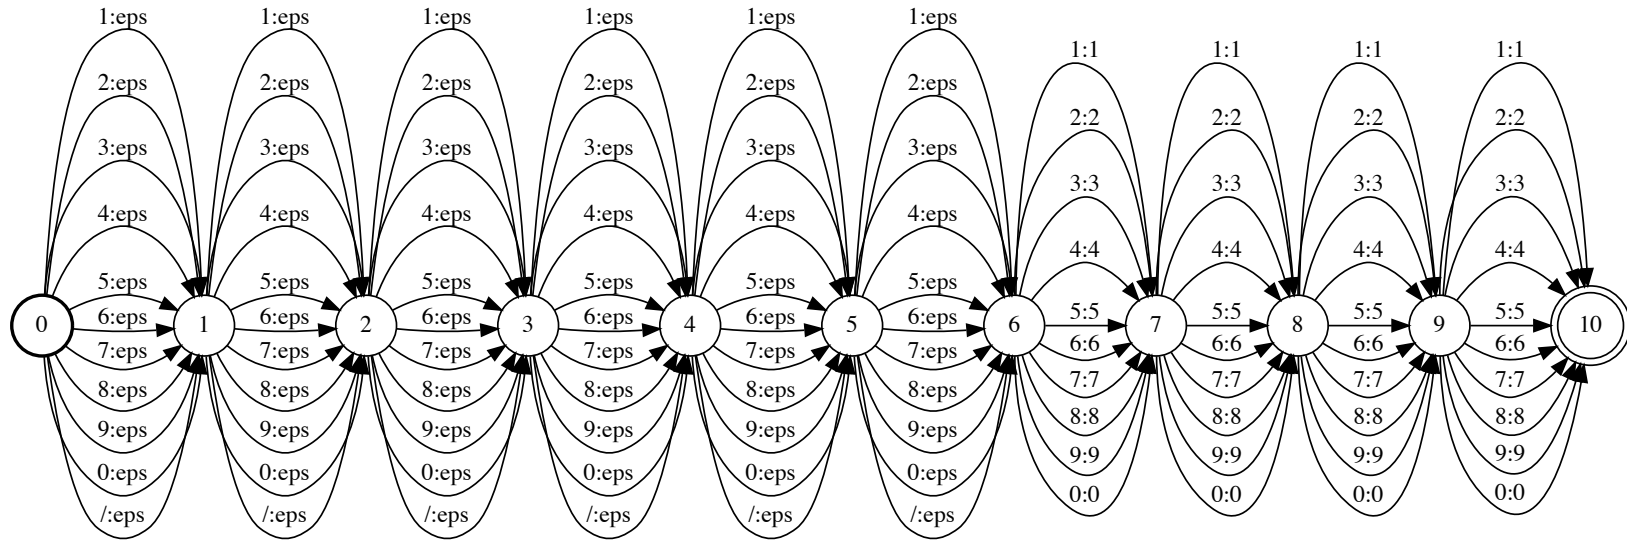 1:eps 1:eps 1:eps 1:eps 1:eps 1:eps
1:1 1:1 1:1 1:1
2:eps 2:eps 2:eps 2:eps 2:eps 2:eps
2:2 2:2 2:2 2:2
3:eps 3:eps 3:eps 3:eps 3:eps 3:eps
3:3 3:3 3:3 3:3
4:eps 4:eps 4:eps 4:eps 4:eps 4:eps
4:4 4:4 4:4 4:4
5:eps 5:eps 5:eps 5:eps 5:eps 5:eps
5:5 5:5 5:5 5:5
0 1 2 3 4 5 6 7 8 9 10
6:eps 6:eps 6:eps 6:eps 6:eps 6:eps
6:6 6:6 6:6 6:6
7:eps 7:eps 7:eps 7:eps 7:eps 7:eps
7:7 7:7 7:7 7:7
8:eps 8:eps 8:eps 8:eps 8:eps 8:eps
8:8 8:8 8:8 8:8
9:eps 9:eps 9:eps 9:eps 9:eps 9:eps
9:9 9:9 9:9 9:9
0:eps 0:eps 0:eps 0:eps 0:eps 0:eps
0:0 0:0 0:0 0:0
/:eps /:eps /:eps /:eps /:eps /:eps